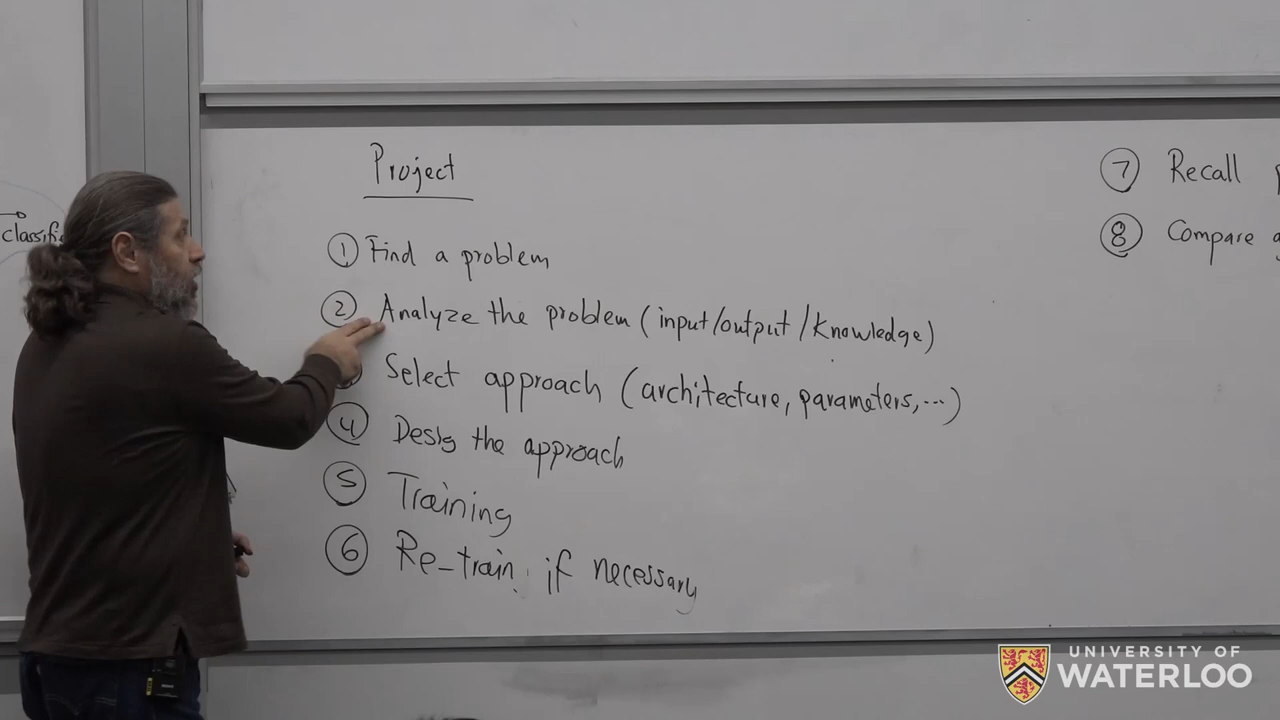 classifi
Project
① Find a problem
② Analyze the problem (input/output/knowledge)
Select approach (architecture, parameters, ...)
④ Desig the approach
⑤ Training
⑥ Re-train if necessary
⑦ Recall
⑧ Compare
UNIVERSITY OF
WATERLOO